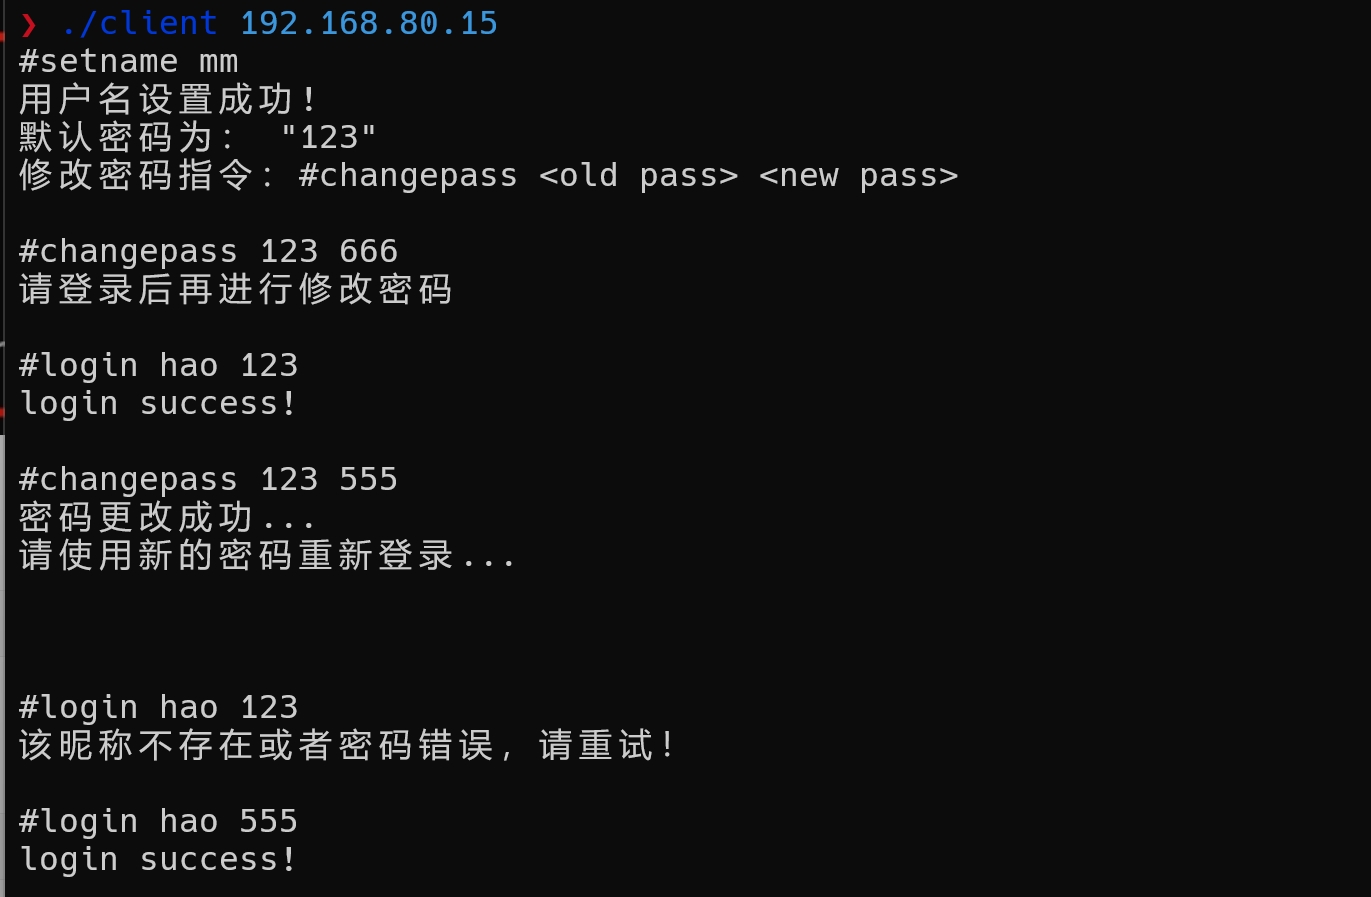 ❯ ./client 192.168.80.15
#setname mm
用户名设置成功!
默认密码为: "123"
修改密码指令: #changepass <old pass> <new pass>
#changepass 123 666
请登录后再进行修改密码
#login hao 123
login success!
#changepass 123 555
密码更改成功...
请使用新的密码重新登录...
#login hao 123
该昵称不存在或者密码错误, 请重试!
#login hao 555
login success!